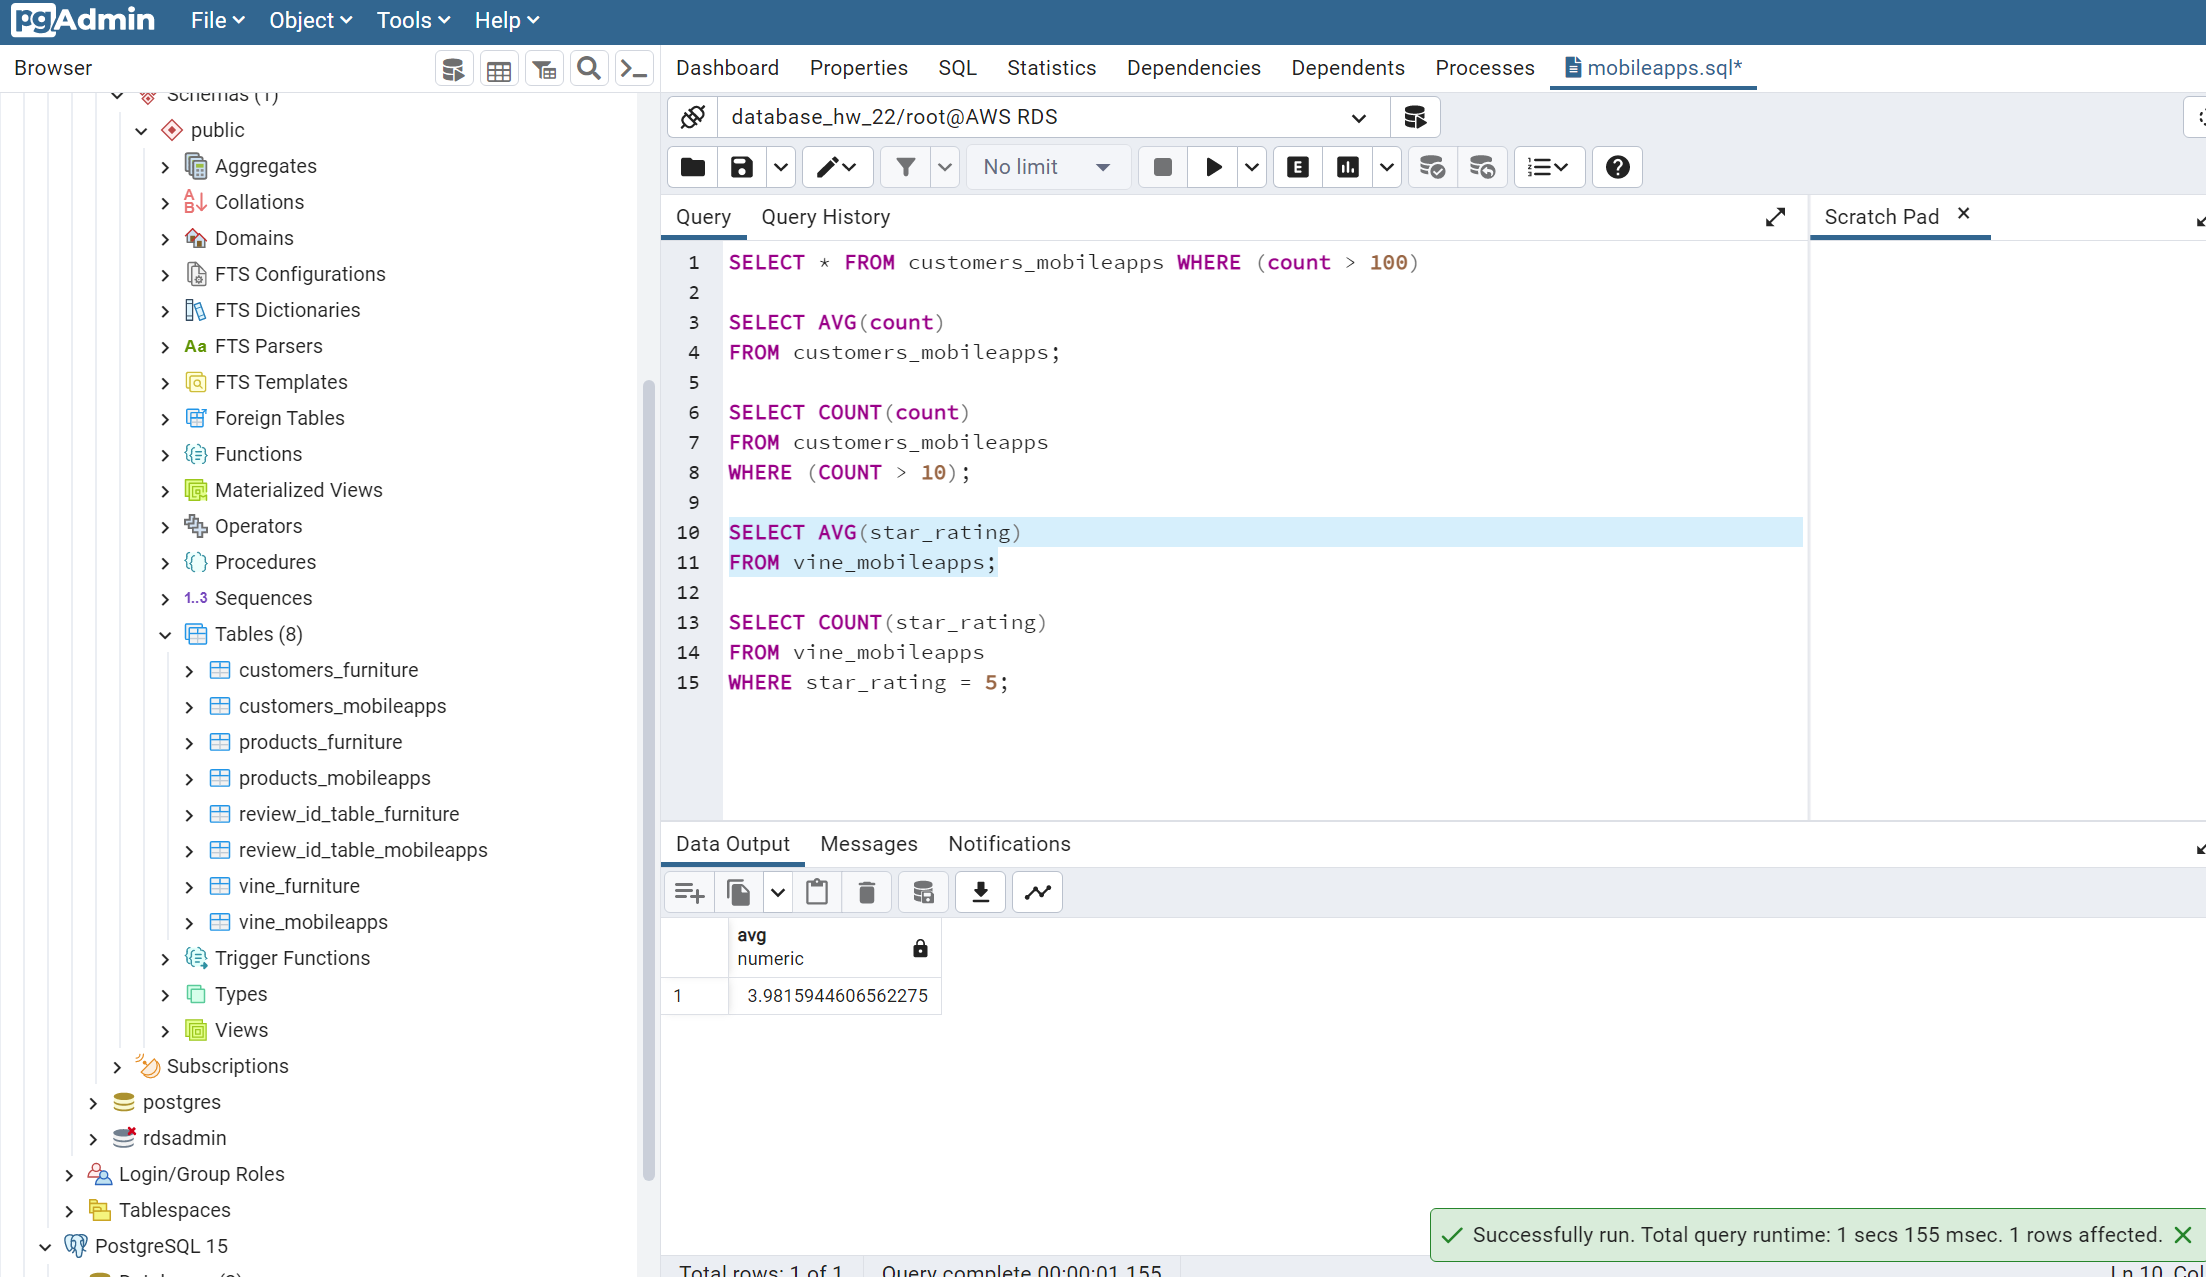 pgAdmin File Object Tools Help
Browser
Schemas (1)
public
Aggregates
Collations
Domains
FTS Configurations
FTS Dictionaries
Aa FTS Parsers
FTS Templates
Foreign Tables
Functions
Materialized Views
Operators
Procedures
1..3 Sequences
Tables (8)
customers_furniture
customers_mobileapps
products_furniture
products_mobileapps
review_id_table_furniture
review_id_table_mobileapps
vine_furniture
vine_mobileapps
Trigger Functions
Types
Views
Subscriptions
postgres
rdsadmin
Login/Group Roles
Tablespaces
PostgreSQL 15
Dashboard Properties SQL Statistics Dependencies Dependents Processes mobileapps.sql*
database_hw_22/root@AWS RDS
No limit E
Query Query History
Scratch Pad
1 SELECT * FROM customers_mobileapps WHERE (count > 100)
2
3 SELECT AVG(count)
4 FROM customers_mobileapps;
5
6 SELECT COUNT(count)
7 FROM customers_mobileapps
8 WHERE (COUNT > 10);
9
10 SELECT AVG(star_rating)
11 FROM vine_mobileapps;
12
13 SELECT COUNT(star_rating)
14 FROM vine_mobileapps
15 WHERE star_rating = 5;
Data Output Messages Notifications
avg
numeric
1 3.9815944606562275
Successfully run. Total query runtime: 1 secs 155 msec. 1 rows affected.
Total rows: 1 of 1 Query complete 00:00:01.155 Ln 10, Col